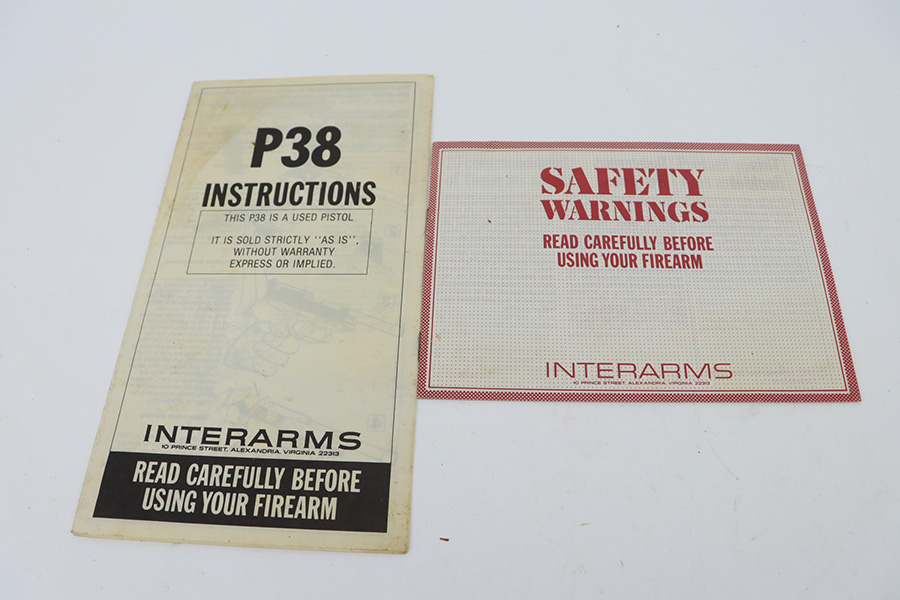 P38
INSTRUCTIONS
THIS P38 IS A USED PISTOL
IT IS SOLD STRICTLY "AS IS",
WITHOUT WARRANTY
EXPRESS OR IMPLIED.
INTERARMS
10 PRINCE STREET, ALEXANDRIA, VIRGINIA 22313
READ CAREFULLY BEFORE
USING YOUR FIREARM
SAFETY
WARNINGS
READ CAREFULLY BEFORE
USING YOUR FIREARM
INTERARMS
10 PRINCE STREET, ALEXANDRIA, VIRGINIA 22313